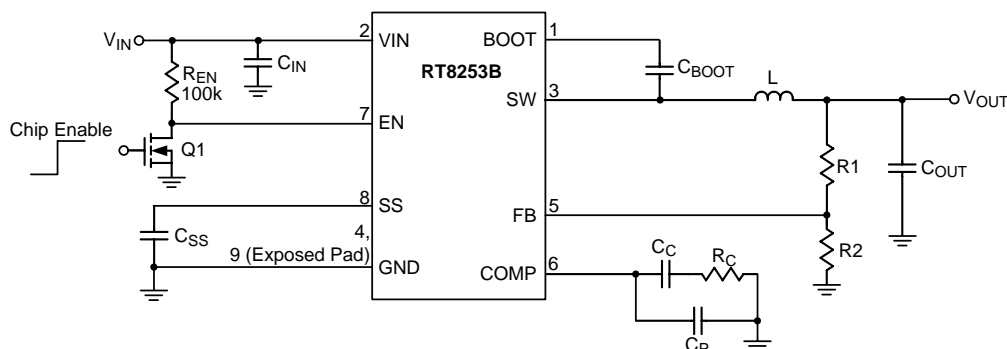 VIN
2
VIN
BOOT
1
RT8253B
CIN
CBOOT
REN
100k
SW
3
L
VOUT
7
EN
Chip Enable
Q1
R1
COUT
8
SS
FB
5
CSS
4,
9 (Exposed Pad)
GND
R2
COMP
6
CC
RC